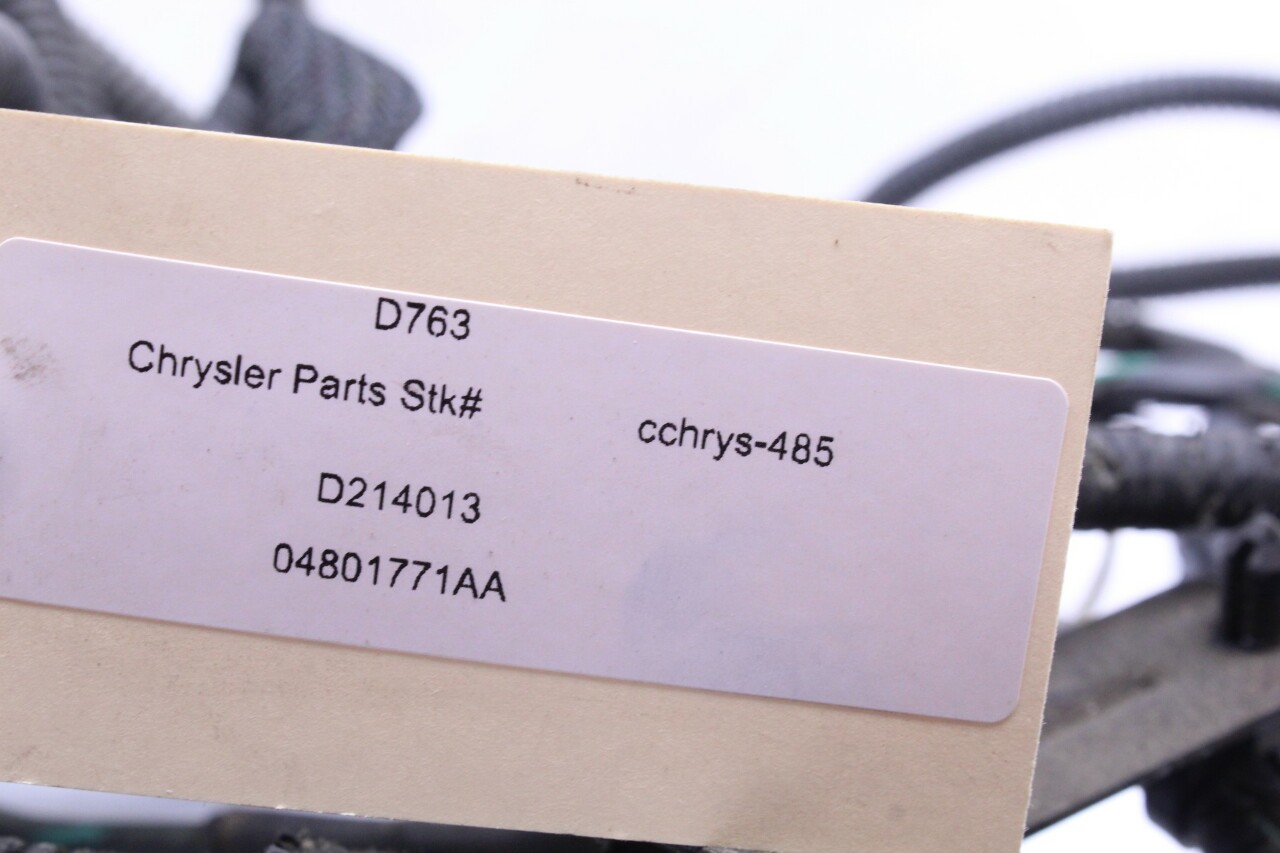 D763
Chrysler Parts Stk#
cchrys-485
D214013
04801771AA